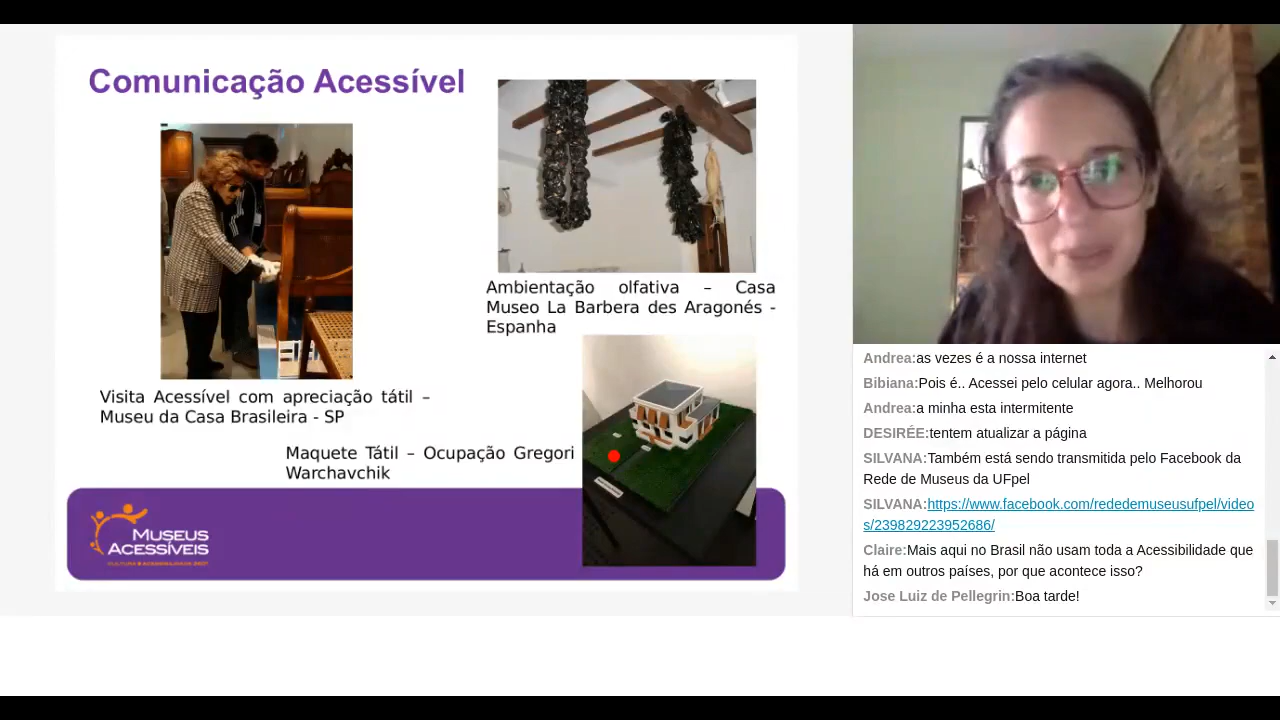 Comunicação Acessível
Ambientação olfativa – Casa
Museo La Barbera des Aragonés -
Espanha
Visita Acessível com apreciação tátil –
Museu da Casa Brasileira - SP
Maquete Tátil – Ocupação Gregori
Warchavchik
MUSEUS
ACESSÍVEIS
Andrea:as vezes é a nossa internet
Bibiana:Pois é.. Acessei pelo celular agora.. Melhorou
Andrea:a minha esta intermitente
DESIRÉE:tentem atualizar a página
SILVANA:Também está sendo transmitida pelo Facebook da
Rede de Museus da UFpel
SILVANA:https://www.facebook.com/rededemuseusufpel/video
s/239829223952686/
Claire:Mais aqui no Brasil não usam toda a Acessibilidade que
há em outros países, por que acontece isso?
Jose Luiz de Pellegrin:Boa tarde!